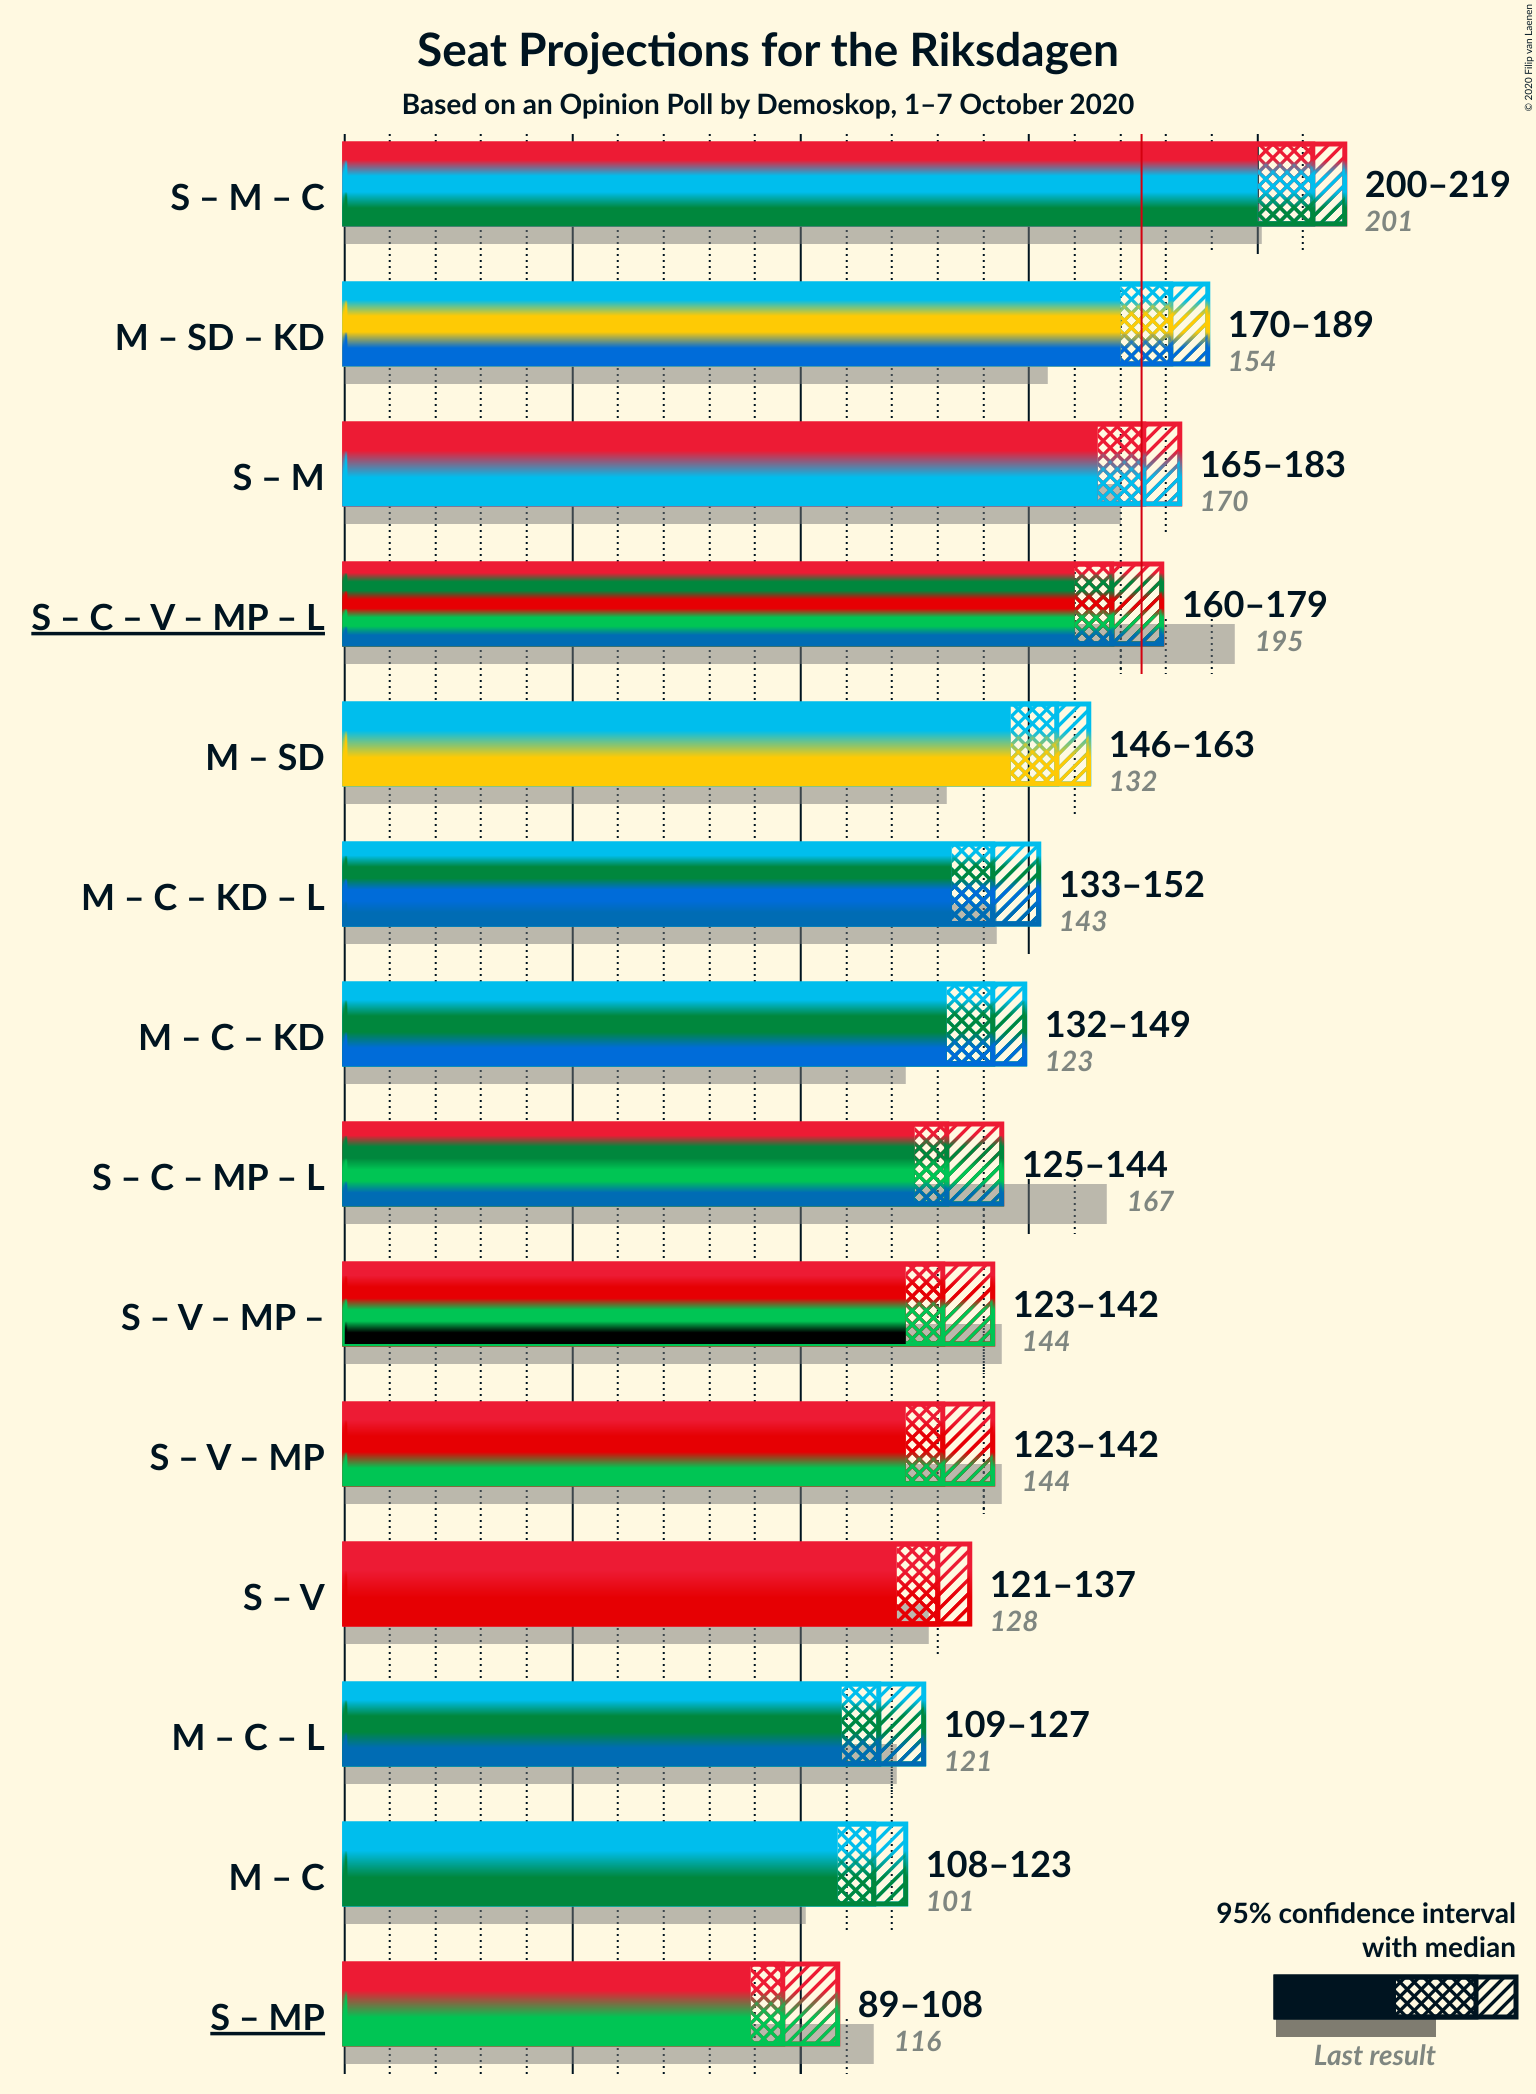 Seat Projections for the Riksdagen
Based on an Opinion Poll by Demoskop, 1–7 October 2020
© 2020 Filip van Laenen
S – M – C
200–219
201
M – SD – KD
170–189
154
S – M
165–183
170
S – C – V – MP – L
160–179
195
M – SD
146–163
132
M – C – KD – L
133–152
143
M – C – KD
132–149
123
S – C – MP – L
125–144
167
S – V – MP –
123–142
144
S – V – MP
123–142
144
S – V
121–137
128
M – C – L
109–127
121
M – C
108–123
101
S – MP
89–108
116
95% confidence interval
with median
Last result